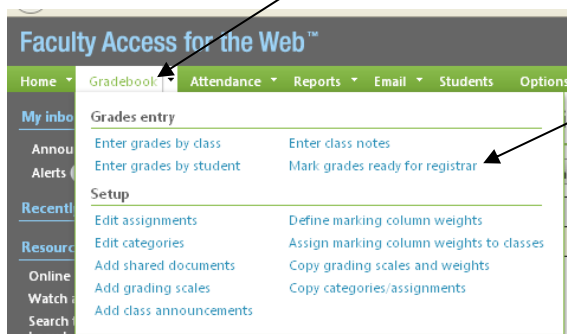 Faculty Access for the Web™
Home Gradebook Attendance Reports Email Students Options
My inbo
Grades entry
Annou
Enter grades by class Enter class notes
Alerts (
Enter grades by student Mark grades ready for registrar
Setup
Recentl
Edit assignments Define marking column weights
Resourc
Edit categories Assign marking column weights to classes
Online
Add shared documents Copy grading scales and weights
Watch a
Add grading scales Copy categories/assignments
Search t
Add class announcements